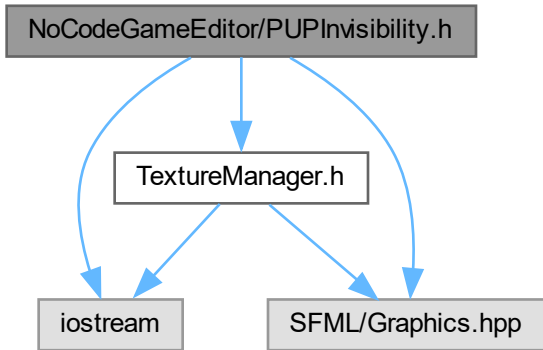 NoCodeGameEditor/PUPInvisibility.h
TextureManager.h
iostream
SFML/Graphics.hpp